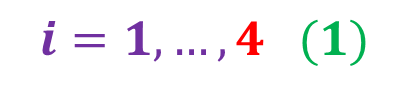 i = 1, ... , 4 (1)